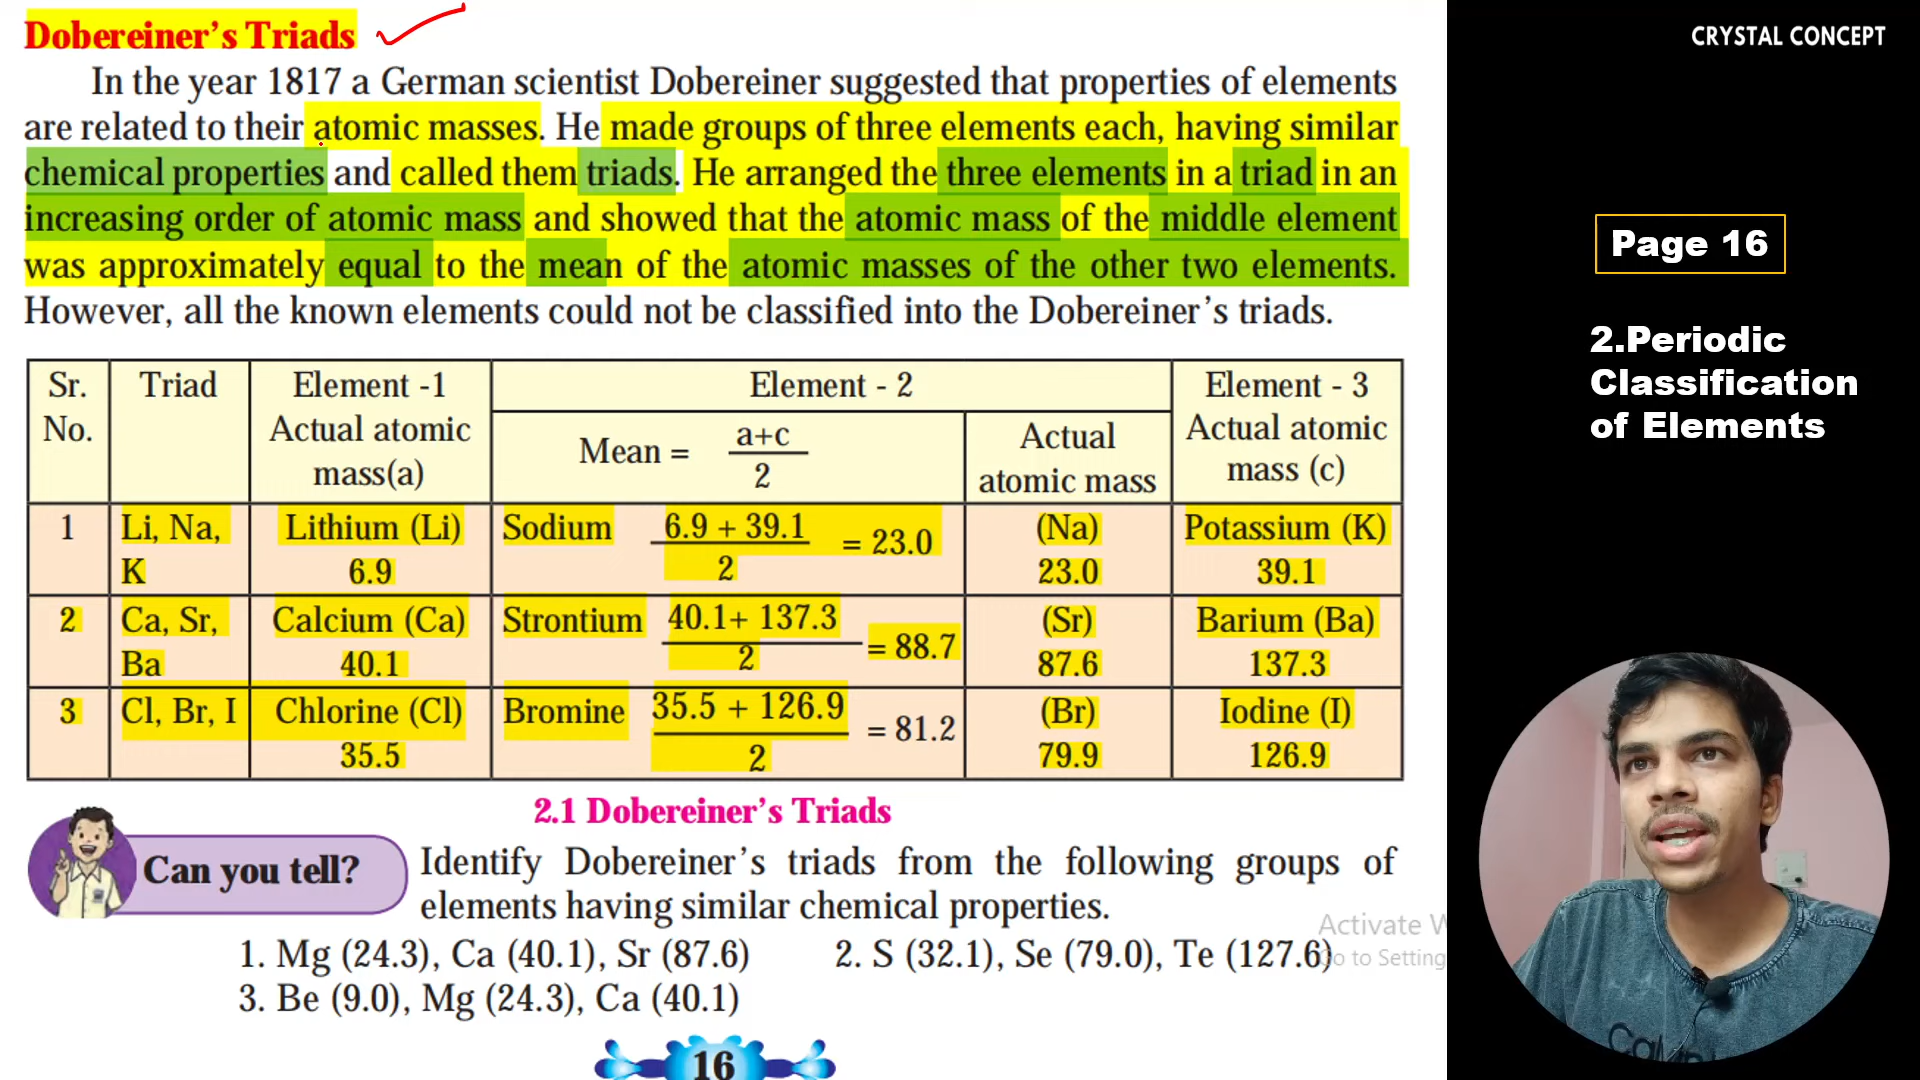 Dobereiner's Triads
In the year 1817 a German scientist Dobereiner suggested that properties of elements
are related to their atomic masses. He made groups of three elements each, having similar
chemical properties and called them triads. He arranged the three elements in a triad in an
increasing order of atomic mass and showed that the atomic mass of the middle element
was approximately equal to the mean of the atomic masses of the other two elements.
However, all the known elements could not be classified into the Dobereiner's triads.
Sr. No.
Triad
Element -1
Actual atomic
mass(a)
Element - 2
Mean = a+c
2
Actual
atomic mass
Element - 3
Actual atomic
mass (c)
1
Li, Na,
K
Lithium (Li)
6.9
Sodium 6.9 + 39.1 = 23.0
2
(Na)
23.0
Potassium (K)
39.1
2
Ca, Sr,
Ba
Calcium (Ca)
40.1
Strontium 40.1+ 137.3 = 88.7
2
(Sr)
87.6
Barium (Ba)
137.3
3
Cl, Br, I
Chlorine (Cl)
35.5
Bromine 35.5 + 126.9 = 81.2
2
(Br)
79.9
Iodine (I)
126.9
2.1 Dobereiner's Triads
Can you tell?
Identify Dobereiner's triads from the following groups of
elements having similar chemical properties.
1. Mg (24.3), Ca (40.1), Sr (87.6)
2. S (32.1), Se (79.0), Te (127.6)
3. Be (9.0), Mg (24.3), Ca (40.1)
16
Activate W
Go to Setting
CRYSTAL CONCEPT
Page 16
2.Periodic
Classification
of Elements